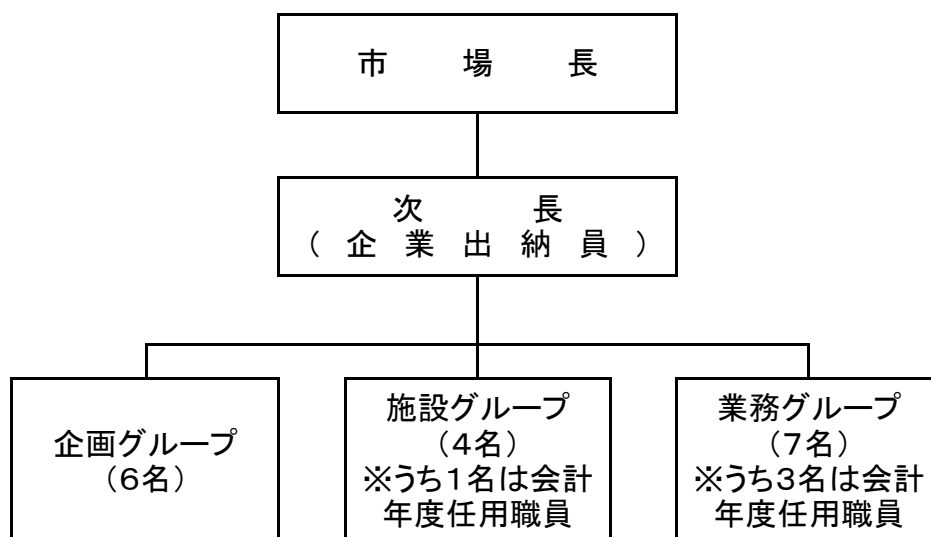 市場長
次長
(企業出納員)
企画グループ
(6名)
施設グループ
(4名)
※うち1名は会計
年度任用職員
業務グループ
(7名)
※うち3名は会計
年度任用職員